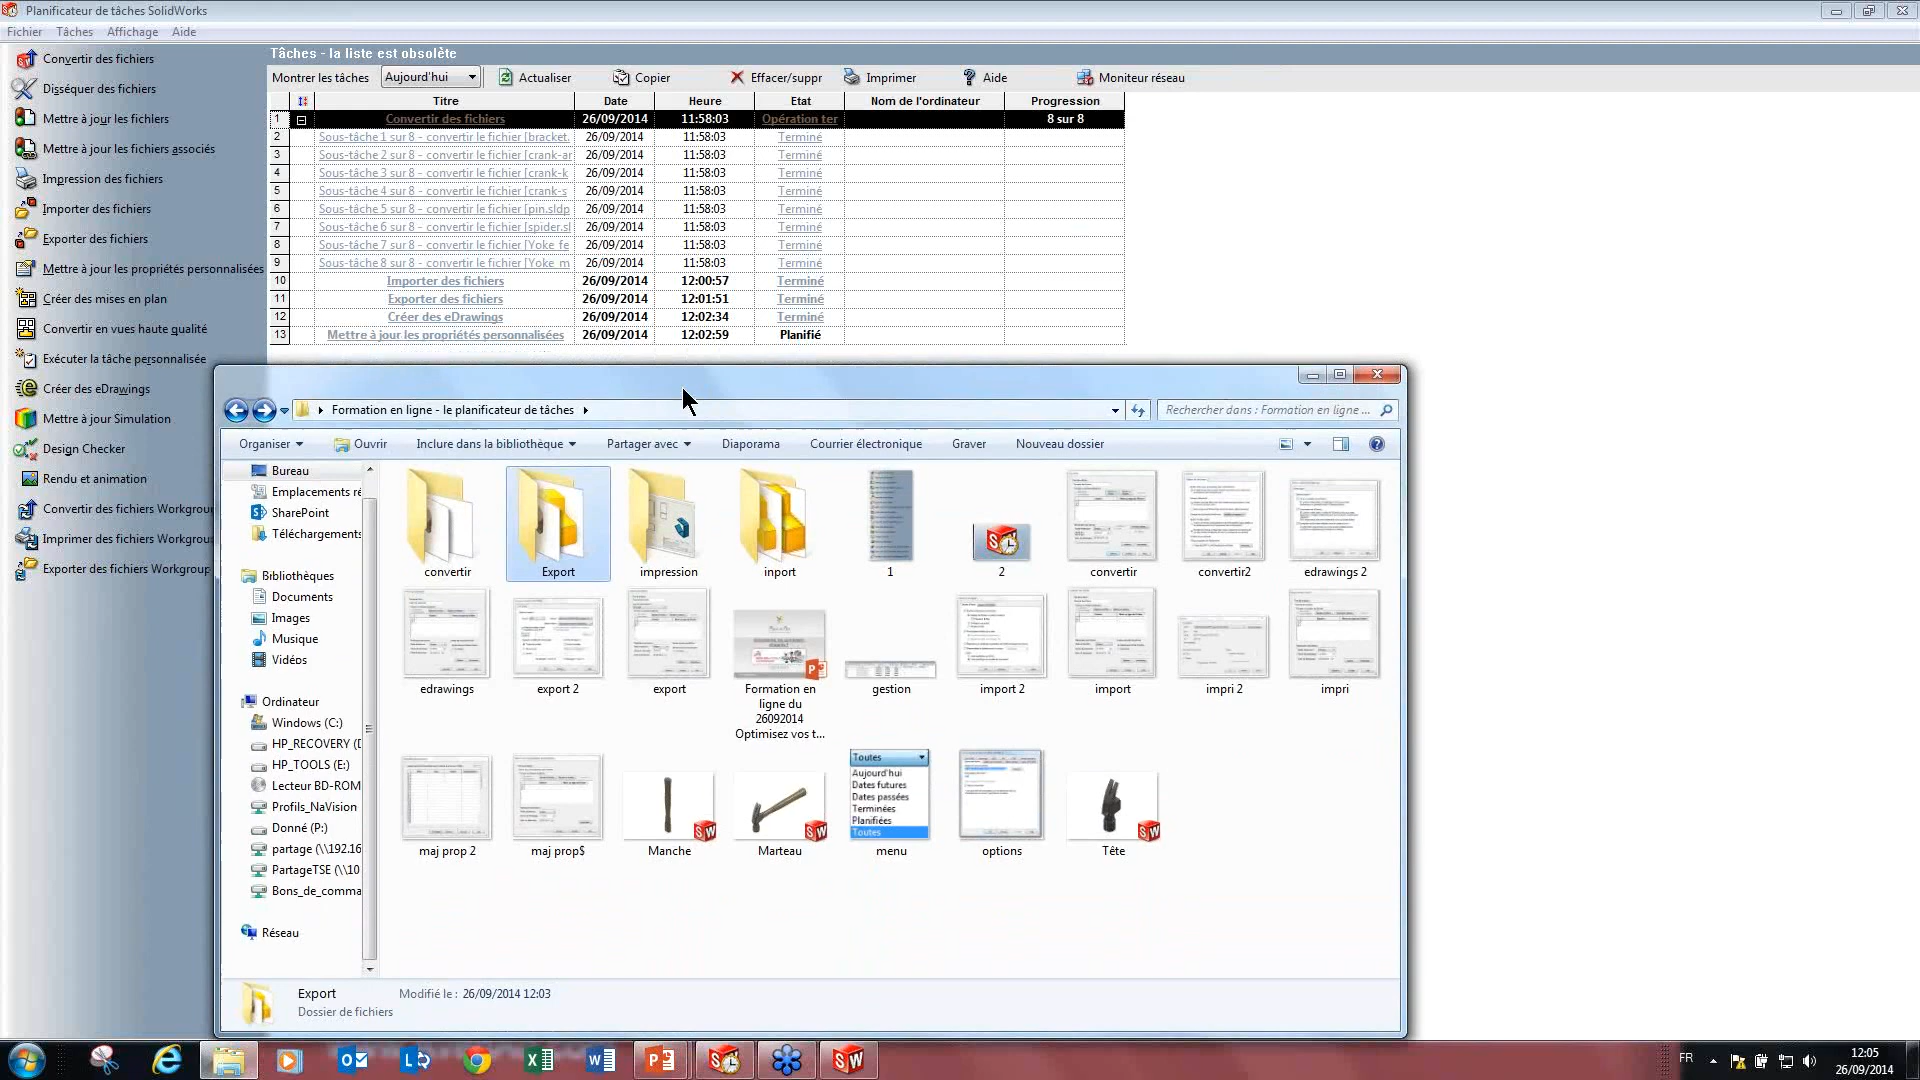 Planificateur de tâches SolidWorks
Fichier Tâches Affichage Aide
Convertir des fichiers
Disséquer des fichiers
Mettre à jour les fichiers
Mettre à jour les fichiers associés
Impression des fichiers
Importer des fichiers
Exporter des fichiers
Mettre à jour les propriétés personnalisées
Créer des mises en plan
Convertir en vues haute qualité
Exécuter la tâche personnalisée
Créer des eDrawings
Mettre à jour Simulation
Design Checker
Rendu et animation
Convertir des fichiers Workgroup
Imprimer des fichiers Workgroup
Exporter des fichiers Workgroup
Tâches - la liste est obsolète
Montrer les tâches Aujourd'hui Actualiser Copier Effacer/suppr Imprimer Aide Moniteur réseau
Titre Date Heure Etat Nom de l'ordinateur Progression
1 Convertir des fichiers 26/09/2014 11:58:03 Opération ter 8 sur 8
2 Sous-tâche 1 sur 8 - convertir le fichier [bracket. 26/09/2014 11:58:03 Terminé
3 Sous-tâche 2 sur 8 - convertir le fichier [crank-ar 26/09/2014 11:58:03 Terminé
4 Sous-tâche 3 sur 8 - convertir le fichier [crank-k 26/09/2014 11:58:03 Terminé
5 Sous-tâche 4 sur 8 - convertir le fichier [crank-s 26/09/2014 11:58:03 Terminé
6 Sous-tâche 5 sur 8 - convertir le fichier [pin.sldp 26/09/2014 11:58:03 Terminé
7 Sous-tâche 6 sur 8 - convertir le fichier [spider.sl 26/09/2014 11:58:03 Terminé
8 Sous-tâche 7 sur 8 - convertir le fichier [Yoke_fe 26/09/2014 11:58:03 Terminé
9 Sous-tâche 8 sur 8 - convertir le fichier [Yoke_m 26/09/2014 11:58:03 Terminé
10 Importer des fichiers 26/09/2014 12:00:57 Terminé
11 Exporter des fichiers 26/09/2014 12:01:51 Terminé
12 Créer des eDrawings 26/09/2014 12:02:34 Terminé
13 Mettre à jour les propriétés personnalisées 26/09/2014 12:02:59 Planifié
Formation en ligne - le planificateur de tâches
Rechercher dans : Formation en ligne ...
Organiser Ouvrir Inclure dans la bibliothèque Partager avec Diaporama Courrier électronique Graver Nouveau dossier
Bureau
Emplacements ré
SharePoint
Téléchargements
Bibliothèques
Documents
Images
Musique
Vidéos
Ordinateur
Windows (C:)
HP_RECOVERY (D
HP_TOOLS (E:)
Lecteur BD-ROM
Profils_NaVision
Donné (P:)
partage (\\192.16
PartageTSE (\\10
Bons_de_comma
Réseau
convertir Export impression inport 1 2 convertir convertir2 edrawings 2
edrawings export 2 export Formation en ligne du 26092014 Optimisez vos t... gestion import 2 import impri 2 impri
Toutes
Aujourd'hui
Dates futures
Dates passées
Terminées
Planifiées
Toutes
maj prop 2 maj prop$ Manche Marteau menu options Tête
Export Modifié le : 26/09/2014 12:03
Dossier de fichiers
FR
12:05
26/09/2014